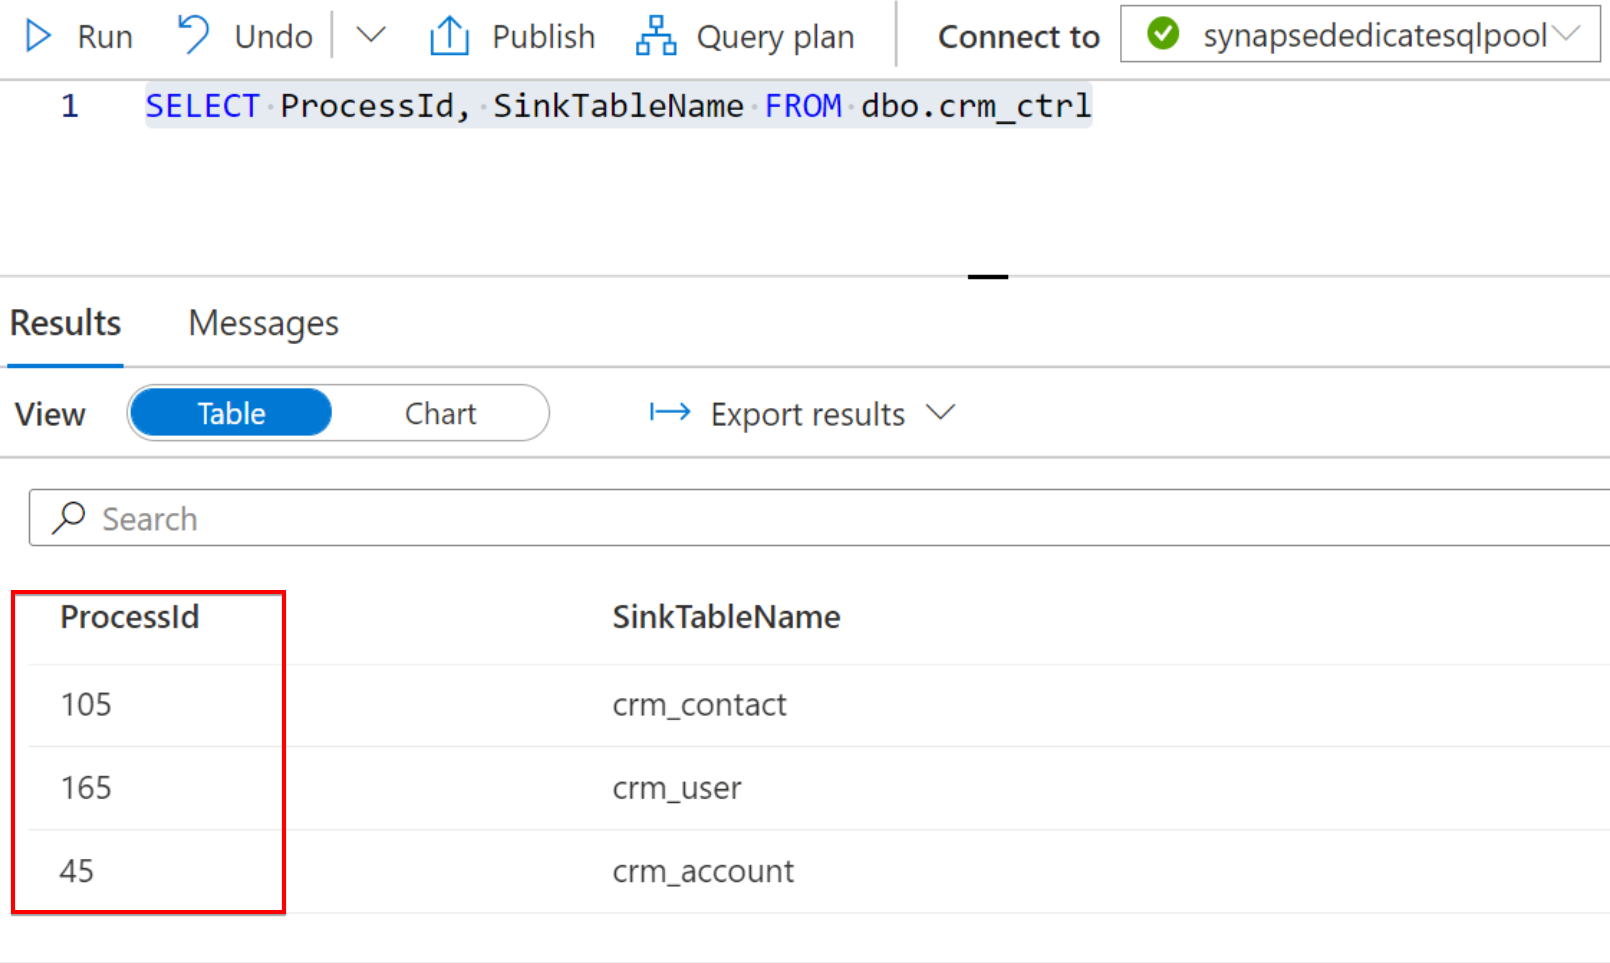 Run Undo Publish Query plan Connect to synapsededicatesqlpool
1 SELECT ProcessId, SinkTableName FROM dbo.crm_ctrl
Results Messages
View Table Chart Export results
Search
ProcessId SinkTableName
105 crm_contact
165 crm_user
45 crm_account